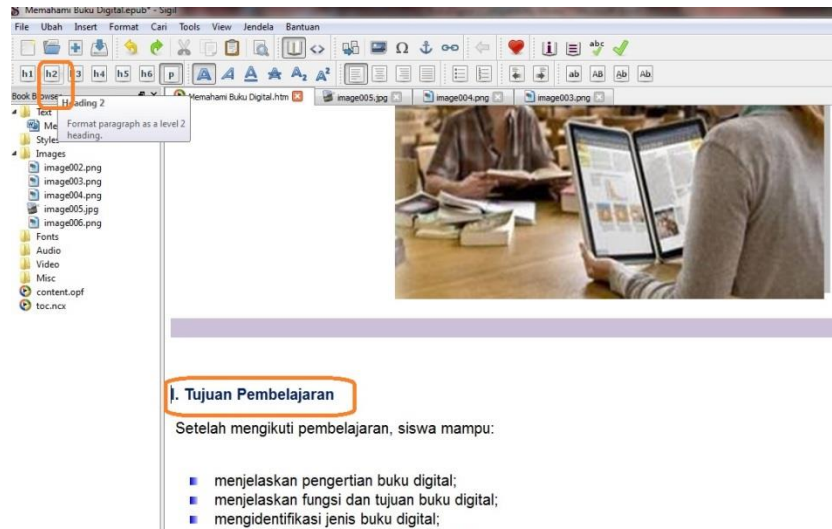 Memahami Buku Digital.epub* - Sigil
File Ubah Insert Format Cari Tools View Jendela Bantuan
h1 h2 h3 h4 h5 h6 p A A A A A₂ A² ab AB Ab Ab
Book Browser
Memahami Buku Digital.htm image005.jpg image004.png image003.png
Heading 2
Format paragraph as a level 2
heading.
Text
Me
Styles
Images
image002.png
image003.png
image004.png
image005.jpg
image006.png
Fonts
Audio
Video
Misc
content.opf
toc.ncx
I. Tujuan Pembelajaran
Setelah mengikuti pembelajaran, siswa mampu:
menjelaskan pengertian buku digital;
menjelaskan fungsi dan tujuan buku digital;
mengidentifikasi jenis buku digital;